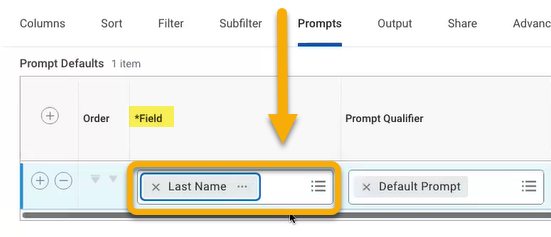 Columns Sort Filter Subfilter Prompts Output Share Advanc
Prompt Defaults 1 item
Order *Field Prompt Qualifier
Last Name ... Default Prompt